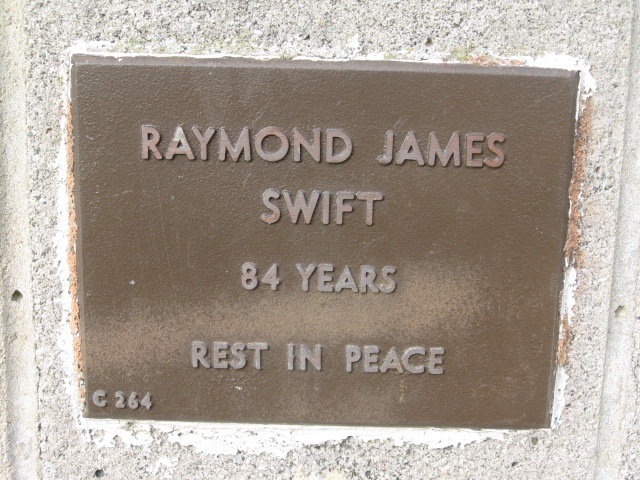 RAYMOND JAMES
SWIFT
84 YEARS
REST IN PEACE
C 264